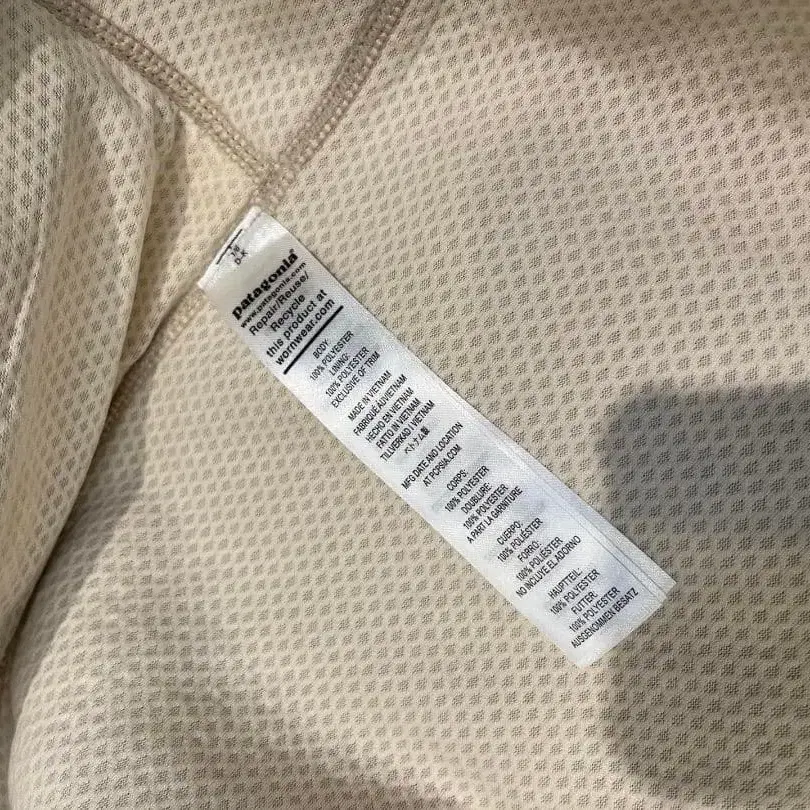 1/8
D-X
patagonia®
www.patagonia.com
Repair/Reuse/
Recycle
this product at
wornwear.com
BODY:
100% POLYESTER
LINING:
100% POLYESTER
EXCLUSIVE OF TRIM
MADE IN VIETNAM
FABRIQUÉ AU VIETNAM
HECHO EN VIETNAM
FATTO IN VIETNAM
TILLVERKAD I VIETNAM
ベトナム製
MFG DATE AND LOCATION
AT PCPSIA.COM
CORPS:
100% POLYESTER
DOUBLURE:
100% POLYESTER
A PART LA GARNITURE
CUERPO:
100% POLIÉSTER
FORRO:
100% POLIÉSTER
NO INCLUYE EL ADORNO
HAUPTTEIL:
100% POLYESTER
FUTTER:
100% POLYESTER
AUSGENOMMEN BESATZ